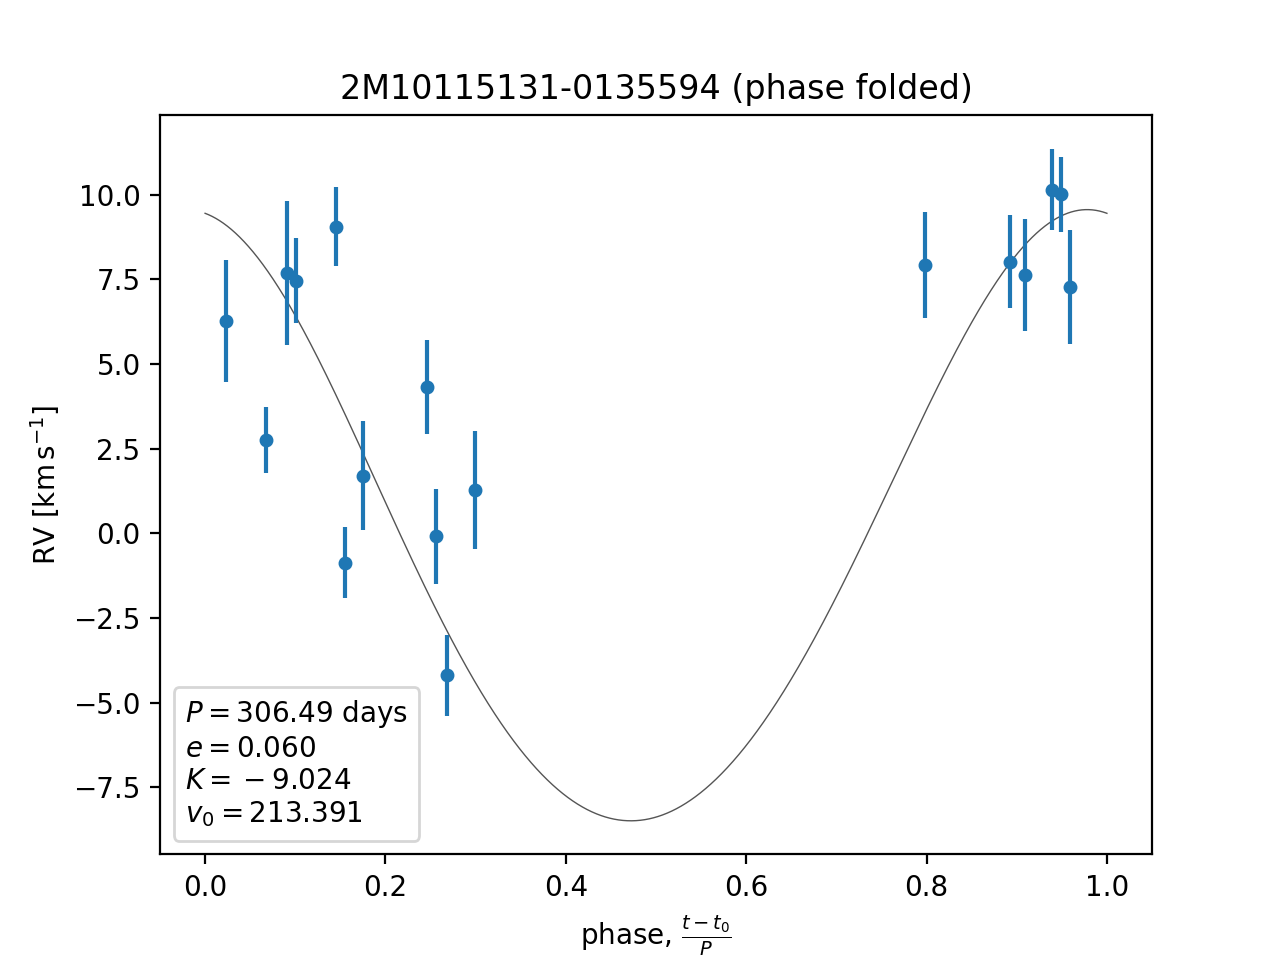 2M10115131-0135594 (phase folded)
10.0
7.5
5.0
2.5
0.0
−2.5
−5.0
−7.5
RV [km s⁻¹]
P = 306.49 days
e = 0.060
K = −9.024
v₀ = 213.391
0.0 0.2 0.4 0.6 0.8 1.0
phase, (t − t₀)/P